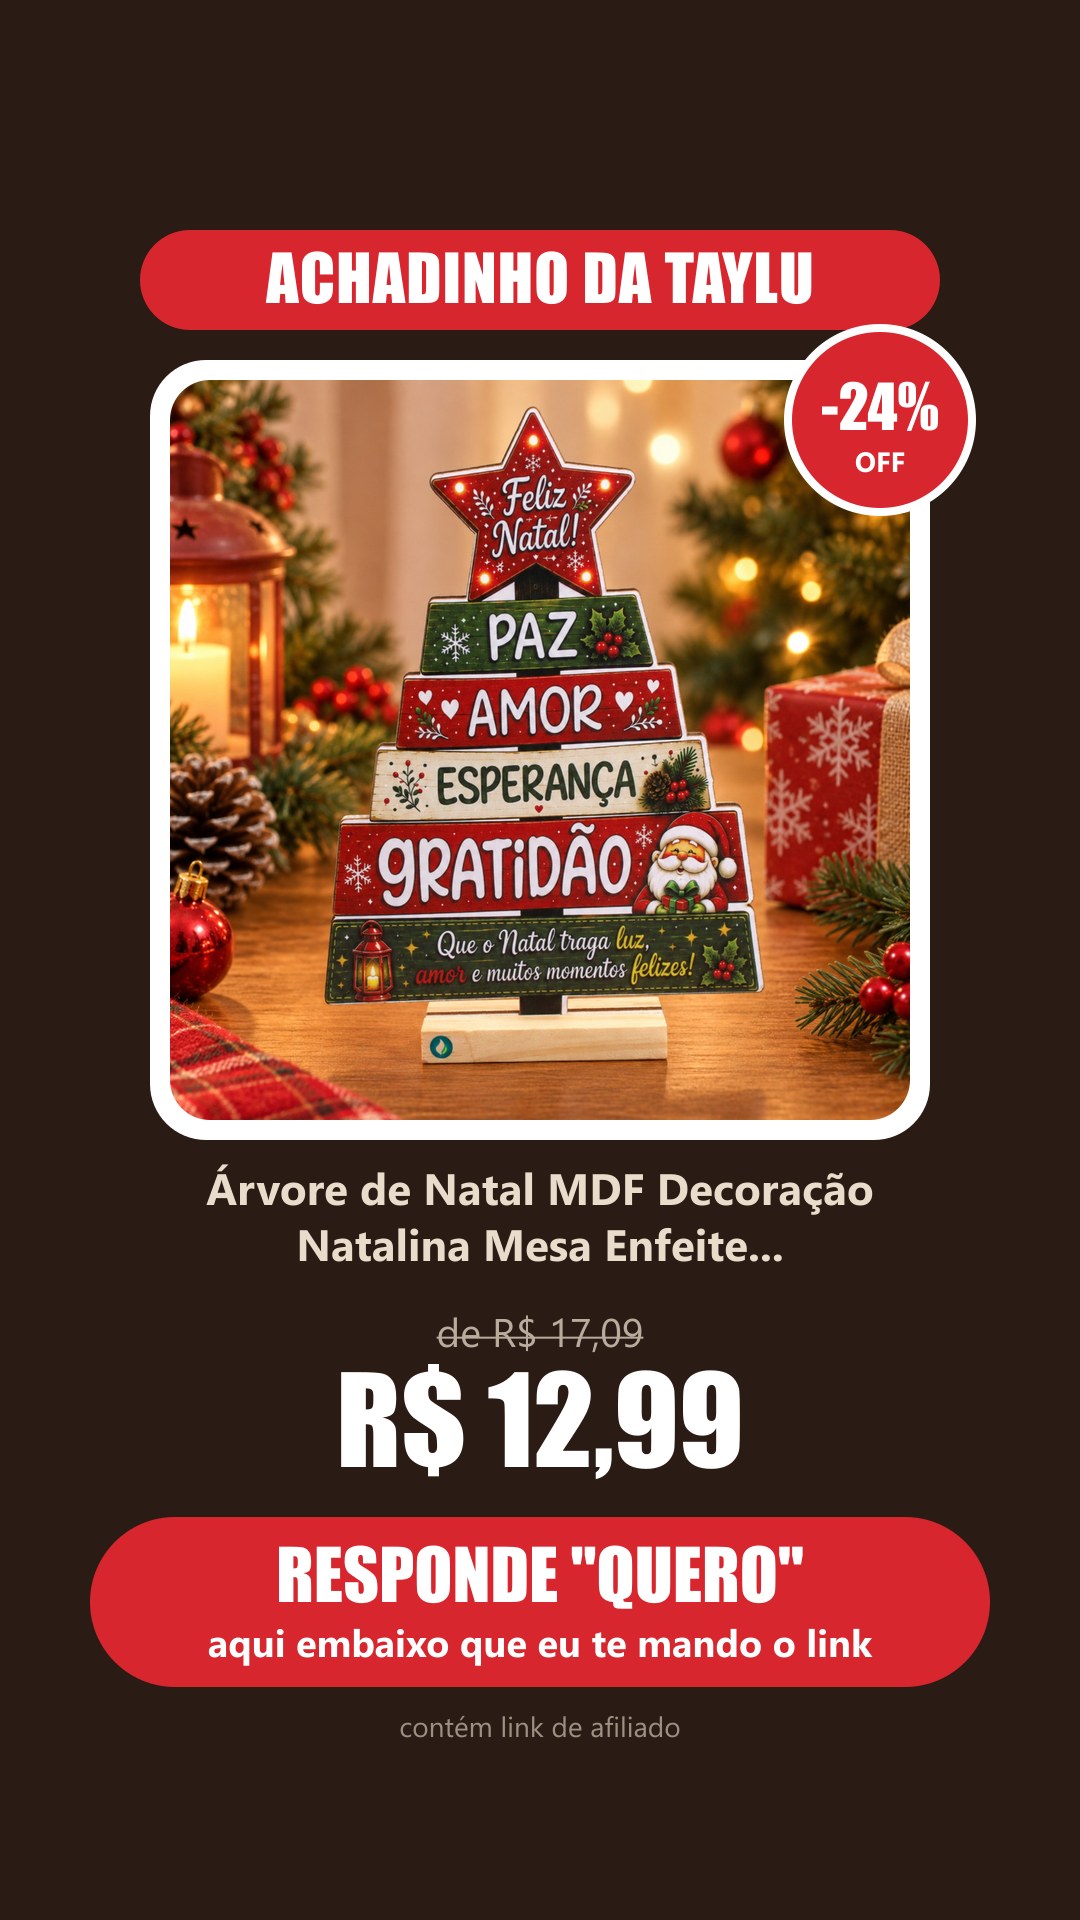 ACHADINHO DA TAYLU
-24%
OFF
Feliz
Natal!
PAZ
AMOR
ESPERANÇA
GRATiDÃO
Que o Natal traga luz,
amor e muitos momentos felizes!
Árvore de Natal MDF Decoração
Natalina Mesa Enfeite...
de R$ 17,09
R$ 12,99
RESPONDE "QUERO"
aqui embaixo que eu te mando o link
contém link de afiliado